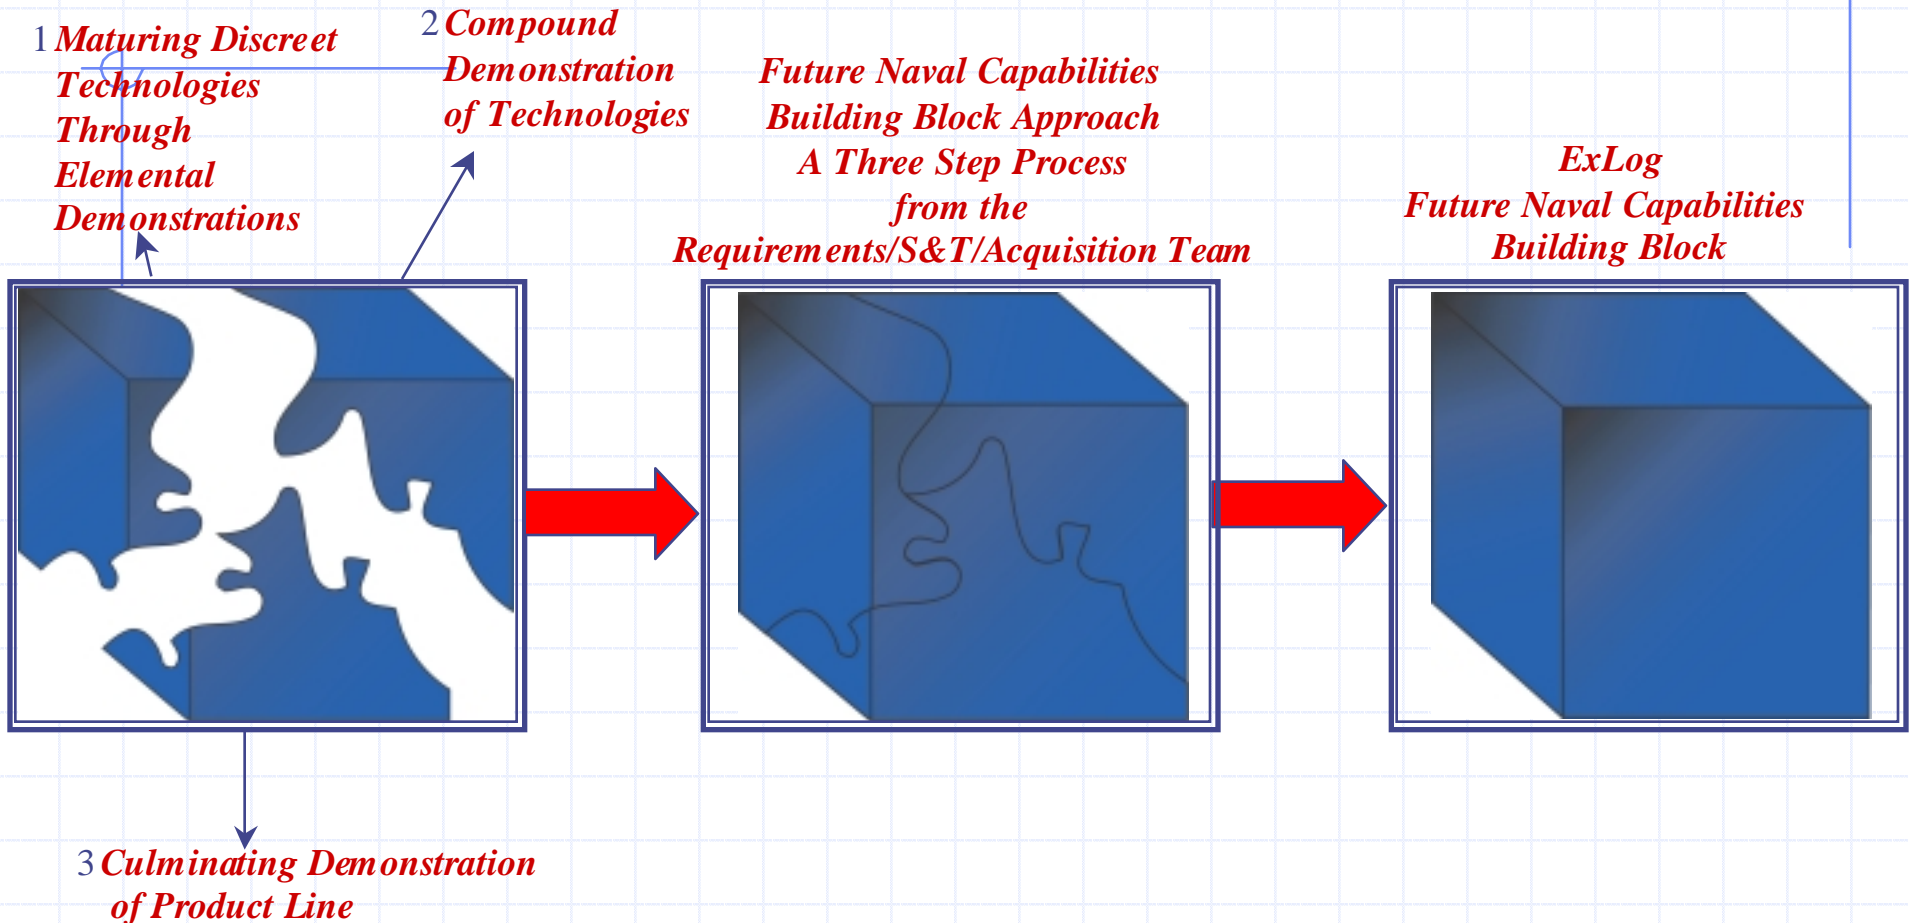 1 Maturing Discreet
Technologies
Through
Elemental
Demonstrations
2 Compound
Demonstration
of Technologies
Future Naval Capabilities
Building Block Approach
A Three Step Process
from the
Requirements/S&T/Acquisition Team
ExLog
Future Naval Capabilities
Building Block
3 Culminating Demonstration
of Product Line